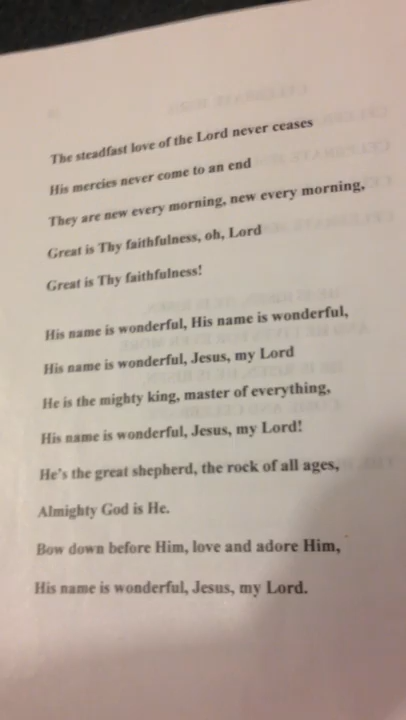 The steadfast love of the Lord never ceases
His mercies never come to an end
They are new every morning, new every morning,
Great is Thy faithfulness, oh, Lord
Great is Thy faithfulness!
His name is wonderful, His name is wonderful,
His name is wonderful, Jesus, my Lord
He is the mighty king, master of everything,
His name is wonderful, Jesus, my Lord!
He's the great shepherd, the rock of all ages,
Almighty God is He.
Bow down before Him, love and adore Him,
His name is wonderful, Jesus, my Lord.